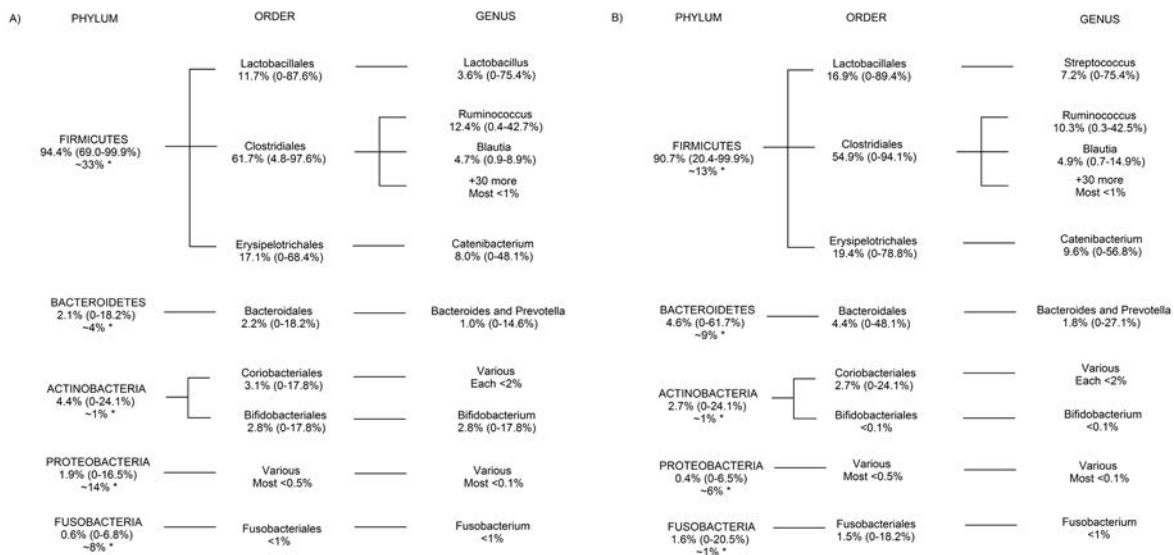 A)
PHYLUM
ORDER
GENUS
Lactobacillales
11.7% (0-87.6%)
Lactobacillus
3.6% (0-75.4%)
FIRMICUTES
94.4% (69.0-99.9%)
~33% *
Clostridiales
61.7% (4.8-97.6%)
Ruminococcus
12.4% (0.4-42.7%)
Blautia
4.7% (0.9-8.9%)
+30 more
Most <1%
Erysipelotrichales
17.1% (0-68.4%)
Catenibacterium
8.0% (0-48.1%)
BACTEROIDETES
2.1% (0-18.2%)
~4% *
Bacteroidales
2.2% (0-18.2%)
Bacteroides and Prevotella
1.0% (0-14.6%)
ACTINOBACTERIA
4.4% (0-24.1%)
~1% *
Coriobacteriales
3.1% (0-17.8%)
Various
Each <2%
Bifidobacteriales
2.8% (0-17.8%)
Bifidobacterium
2.8% (0-17.8%)
PROTEOBACTERIA
1.9% (0-16.5%)
~14% *
Various
Most <0.5%
Various
Most <0.1%
FUSOBACTERIA
0.6% (0-6.8%)
~8% *
Fusobacteriales
<1%
Fusobacterium
<1%
B)
PHYLUM
ORDER
GENUS
Lactobacillales
16.9% (0-89.4%)
Streptococcus
7.2% (0-75.4%)
FIRMICUTES
90.7% (20.4-99.9%)
~13% *
Clostridiales
54.9% (0-94.1%)
Ruminococcus
10.3% (0.3-42.5%)
Blautia
4.9% (0.7-14.9%)
+30 more
Most <1%
Erysipelotrichales
19.4% (0-78.8%)
Catenibacterium
9.6% (0-56.8%)
BACTEROIDETES
4.6% (0-61.7%)
~9% *
Bacteroidales
4.4% (0-48.1%)
Bacteroides and Prevotella
1.8% (0-27.1%)
ACTINOBACTERIA
2.7% (0-24.1%)
~1% *
Coriobacteriales
2.7% (0-24.1%)
Various
Each <2%
Bifidobacteriales
<0.1%
Bifidobacterium
<0.1%
PROTEOBACTERIA
0.4% (0-6.5%)
~6% *
Various
Most <0.5%
Various
Most <0.1%
FUSOBACTERIA
1.6% (0-20.5%)
~1% *
Fusobacteriales
1.5% (0-18.2%)
Fusobacterium
<1%